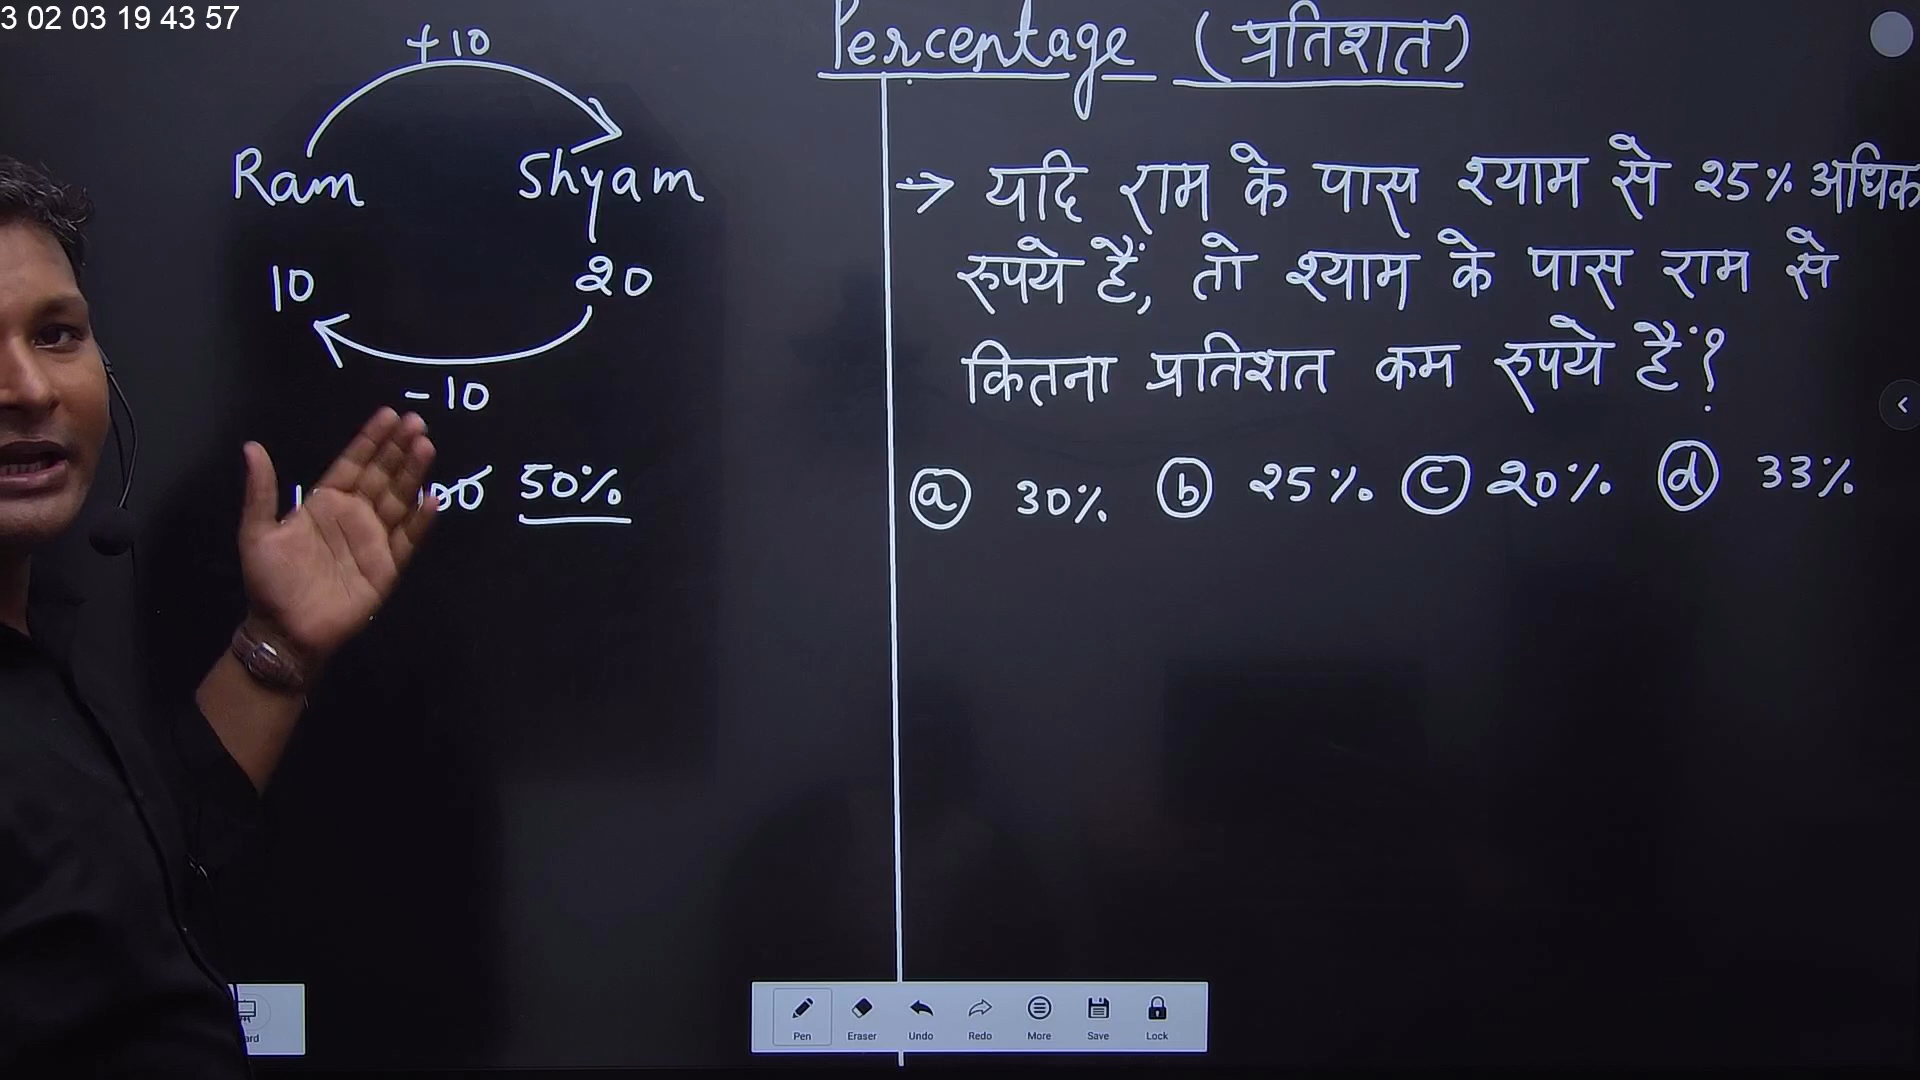 3 02 03 19 43 57
Percentage (प्रतिशत)
+10
Ram Shyam
10 20
-10
00 50%
→ यदि राम के पास श्याम से 25% अधिक
रुपये हैं, तो श्याम के पास राम से
कितना प्रतिशत कम रुपये हैं?
(a) 30% (b) 25% (c) 20% (d) 33%
Pen Eraser Undo Redo More Save Lock